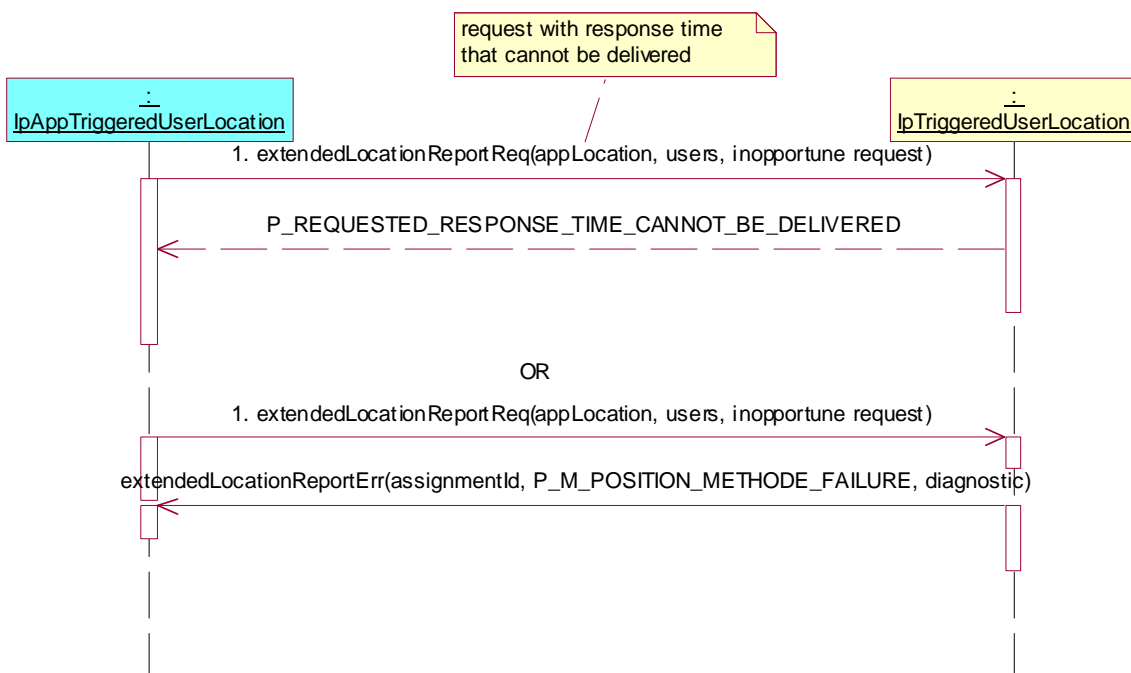 request with response time
that cannot be delivered
:
IpAppTriggeredUserLocation
:
IpTriggeredUserLocation
1. extendedLocationReportReq(appLocation, users, inopportune request)
P_REQUESTED_RESPONSE_TIME_CANNOT_BE_DELIVERED
OR
1. extendedLocationReportReq(appLocation, users, inopportune request)
extendedLocationReportErr(assignmentId, P_M_POSITION_METHODE_FAILURE, diagnostic)